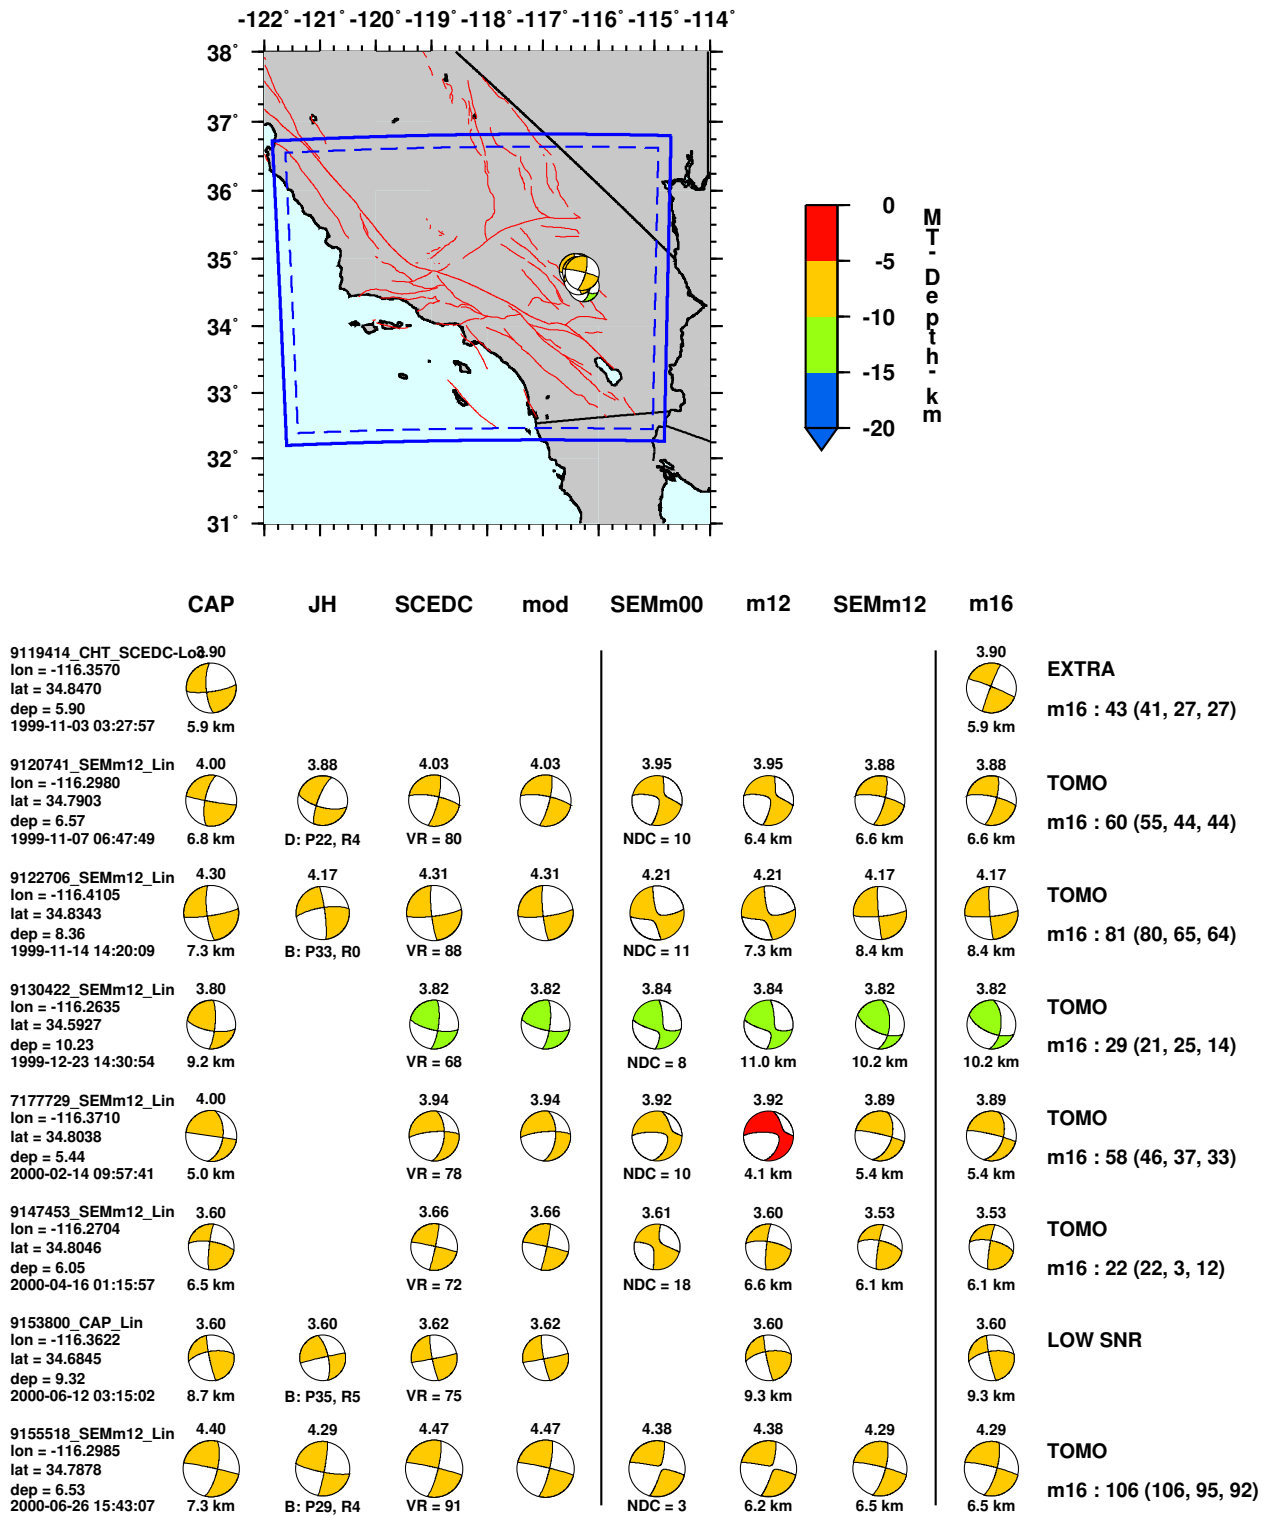 -122° -121° -120° -119° -118° -117° -116° -115° -114°
38°
37°
36°
35°
34°
33°
32°
31°
0
-5
-10
-15
-20
MT-Depth-km
CAP JH SCEDC mod SEMm00 m12 SEMm12 m16
9119414_CHT_SCEDC-Loc 3.90 3.90
lon = -116.3570
lat = 34.8470
dep = 5.90
1999-11-03 03:27:57 5.9 km 5.9 km
EXTRA
m16 : 43 (41, 27, 27)
9120741_SEMm12_Lin 4.00 3.88 4.03 4.03 3.95 3.95 3.88 3.88
lon = -116.2980
lat = 34.7903
dep = 6.57
1999-11-07 06:47:49 6.8 km D: P22, R4 VR = 80 NDC = 10 6.4 km 6.6 km 6.6 km
TOMO
m16 : 60 (55, 44, 44)
9122706_SEMm12_Lin 4.30 4.17 4.31 4.31 4.21 4.21 4.17 4.17
lon = -116.4105
lat = 34.8343
dep = 8.36
1999-11-14 14:20:09 7.3 km B: P33, R0 VR = 88 NDC = 11 7.3 km 8.4 km 8.4 km
TOMO
m16 : 81 (80, 65, 64)
9130422_SEMm12_Lin 3.80 3.82 3.82 3.84 3.84 3.82 3.82
lon = -116.2635
lat = 34.5927
dep = 10.23
1999-12-23 14:30:54 9.2 km VR = 68 NDC = 8 11.0 km 10.2 km 10.2 km
TOMO
m16 : 29 (21, 25, 14)
7177729_SEMm12_Lin 4.00 3.94 3.94 3.92 3.92 3.89 3.89
lon = -116.3710
lat = 34.8038
dep = 5.44
2000-02-14 09:57:41 5.0 km VR = 78 NDC = 10 4.1 km 5.4 km 5.4 km
TOMO
m16 : 58 (46, 37, 33)
9147453_SEMm12_Lin 3.60 3.66 3.66 3.61 3.60 3.53 3.53
lon = -116.2704
lat = 34.8046
dep = 6.05
2000-04-16 01:15:57 6.5 km VR = 72 NDC = 18 6.6 km 6.1 km 6.1 km
TOMO
m16 : 22 (22, 3, 12)
9153800_CAP_Lin 3.60 3.60 3.62 3.62 3.60 3.60
lon = -116.3622
lat = 34.6845
dep = 9.32
2000-06-12 03:15:02 8.7 km B: P35, R5 VR = 75 9.3 km 9.3 km
LOW SNR
9155518_SEMm12_Lin 4.40 4.29 4.47 4.47 4.38 4.38 4.29 4.29
lon = -116.2985
lat = 34.7878
dep = 6.53
2000-06-26 15:43:07 7.3 km B: P29, R4 VR = 91 NDC = 3 6.2 km 6.5 km 6.5 km
TOMO
m16 : 106 (106, 95, 92)